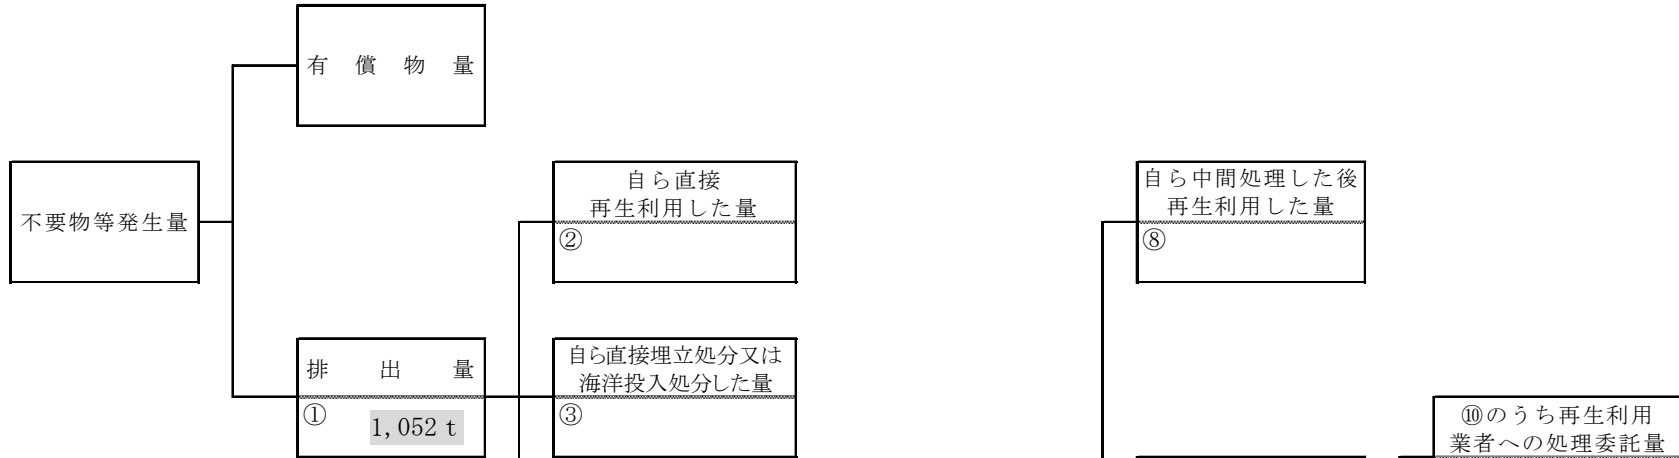 有償物量
不要物等発生量
自ら直接
再生利用した量
②
自ら中間処理した後
再生利用した量
⑧
排出量
①
1,052 t
自ら直接埋立処分又は
海洋投入処分した量
③
⑩のうち再生利用
業者への処理委託量